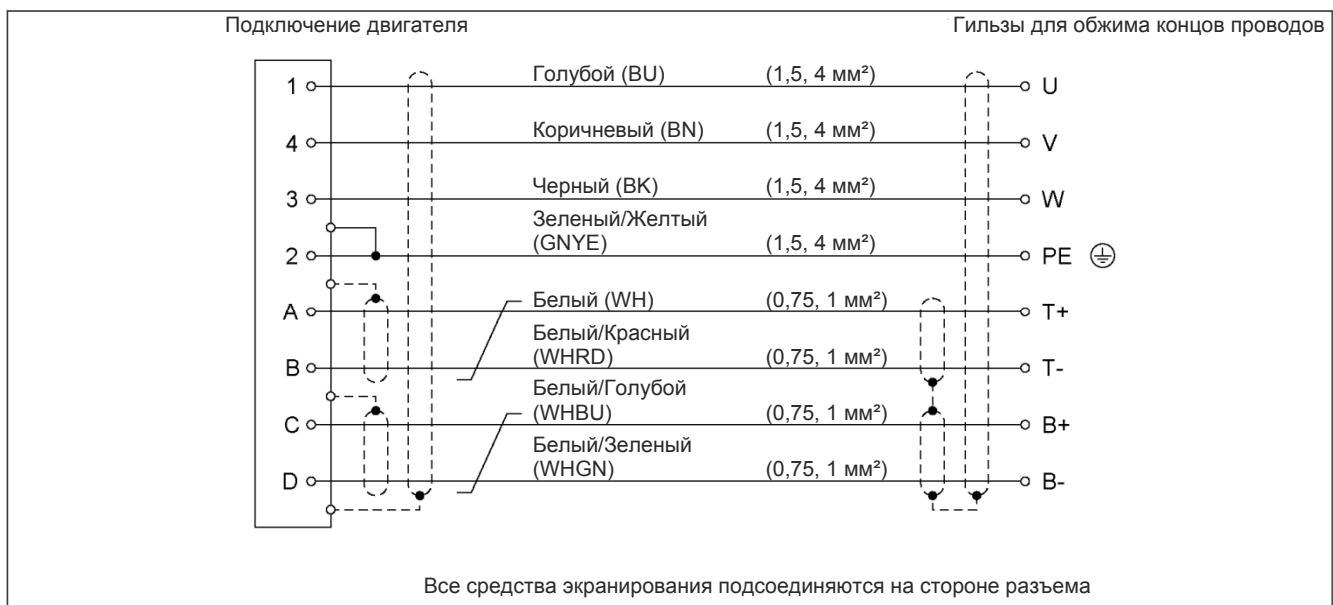 Подключение двигателя
Гильзы для обжима концов проводов
1 Голубой (BU) (1,5, 4 мм²) U
4 Коричневый (BN) (1,5, 4 мм²) V
3 Черный (BK) (1,5, 4 мм²) W
Зеленый/Желтый
2 (GNYE) (1,5, 4 мм²) PE
A Белый (WH) (0,75, 1 мм²) T+
Белый/Красный
B (WHRD) (0,75, 1 мм²) T-
Белый/Голубой
C (WHBU) (0,75, 1 мм²) B+
Белый/Зеленый
D (WHGN) (0,75, 1 мм²) B-
Все средства экранирования подсоединяются на стороне разъема